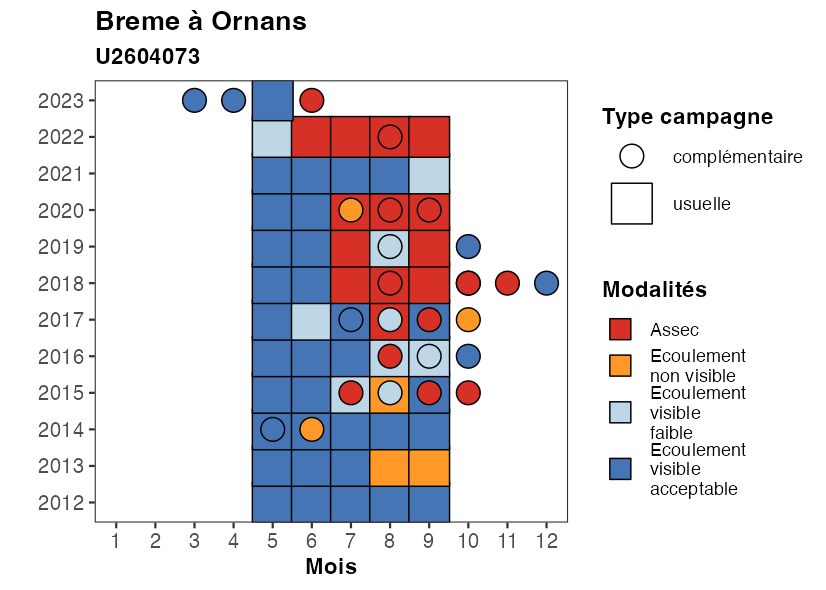 Breme à Ornans
U2604073
2023
2022
2021
2020
2019
2018
2017
2016
2015
2014
2013
2012
1 2 3 4 5 6 7 8 9 10 11 12
Mois
Type campagne
complémentaire
usuelle
Modalités
Assec
Ecoulement
non visible
Ecoulement
visible
faible
Ecoulement
visible
acceptable